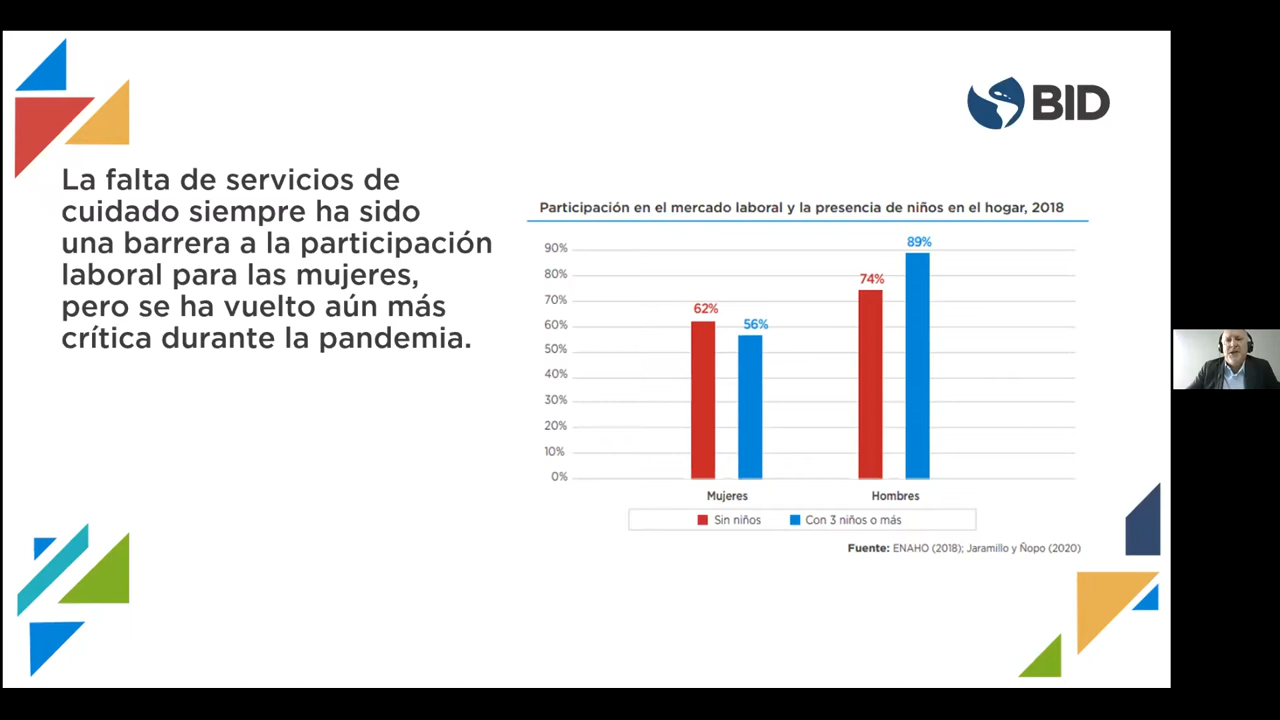 BID
La falta de servicios de
cuidado siempre ha sido
una barrera a la participación
laboral para las mujeres,
pero se ha vuelto aún más
crítica durante la pandemia.
Participación en el mercado laboral y la presencia de niños en el hogar, 2018
90%
80%
70%
60%
50%
40%
30%
20%
10%
0%
62%
56%
74%
89%
Mujeres
Hombres
Sin niños
Con 3 niños o más
Fuente: ENAHO (2018); Jaramillo y Ñopo (2020)